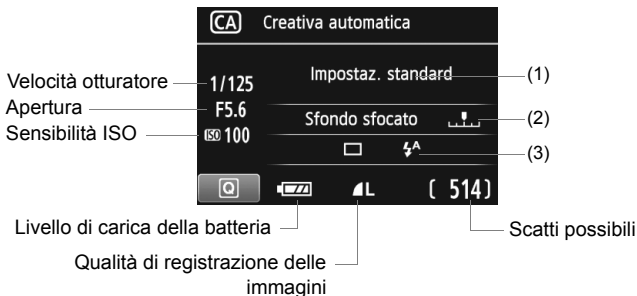 CA Creativa automatica
Velocità otturatore 1/125 Impostaz. standard (1)
Apertura F5.6 Sfondo sfocato (2)
Sensibilità ISO ISO 100 A (3)
Q L ( 514)
Livello di carica della batteria Scatti possibili
Qualità di registrazione delle
immagini